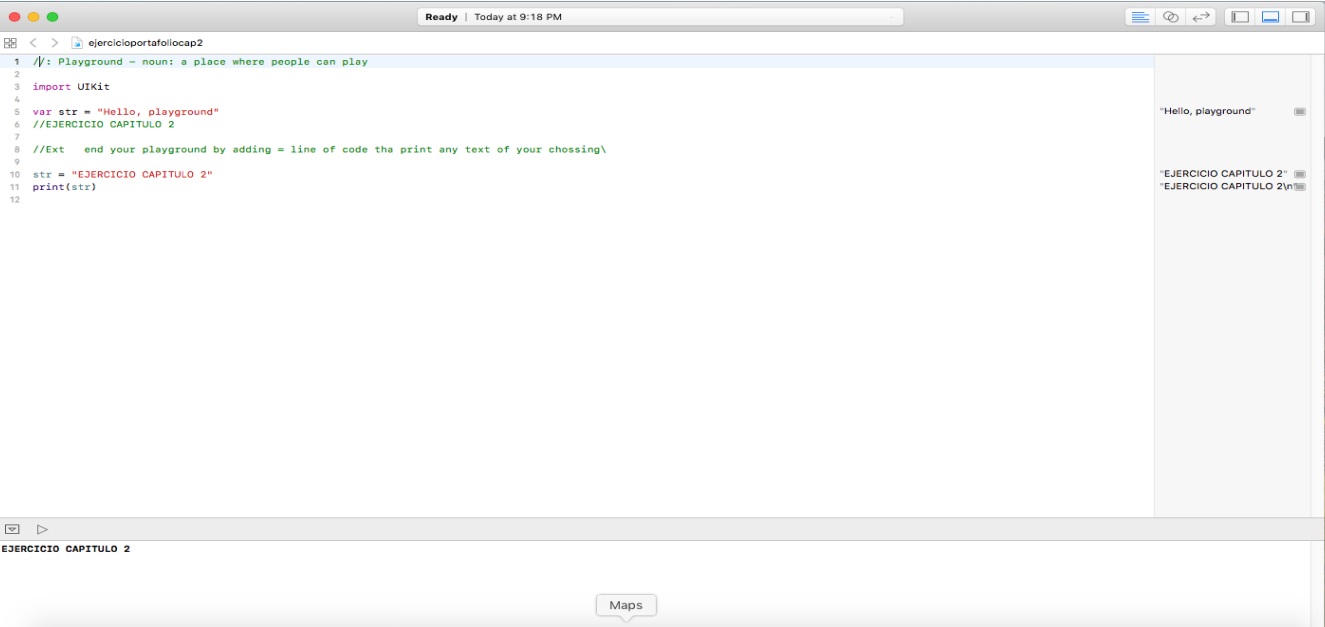 Ready | Today at 9:18 PM
ejercicioportafoliocap2
1 //: Playground – noun: a place where people can play
2
3 import UIKit
4
5 var str = "Hello, playground" "Hello, playground"
6 //EJERCICIO CAPITULO 2
7
8 //Ext   end your playground by adding = line of code tha print any text of your chossing\
9
10 str = "EJERCICIO CAPITULO 2" "EJERCICIO CAPITULO 2"
11 print(str) "EJERCICIO CAPITULO 2\n"
12
EJERCICIO CAPITULO 2
Maps